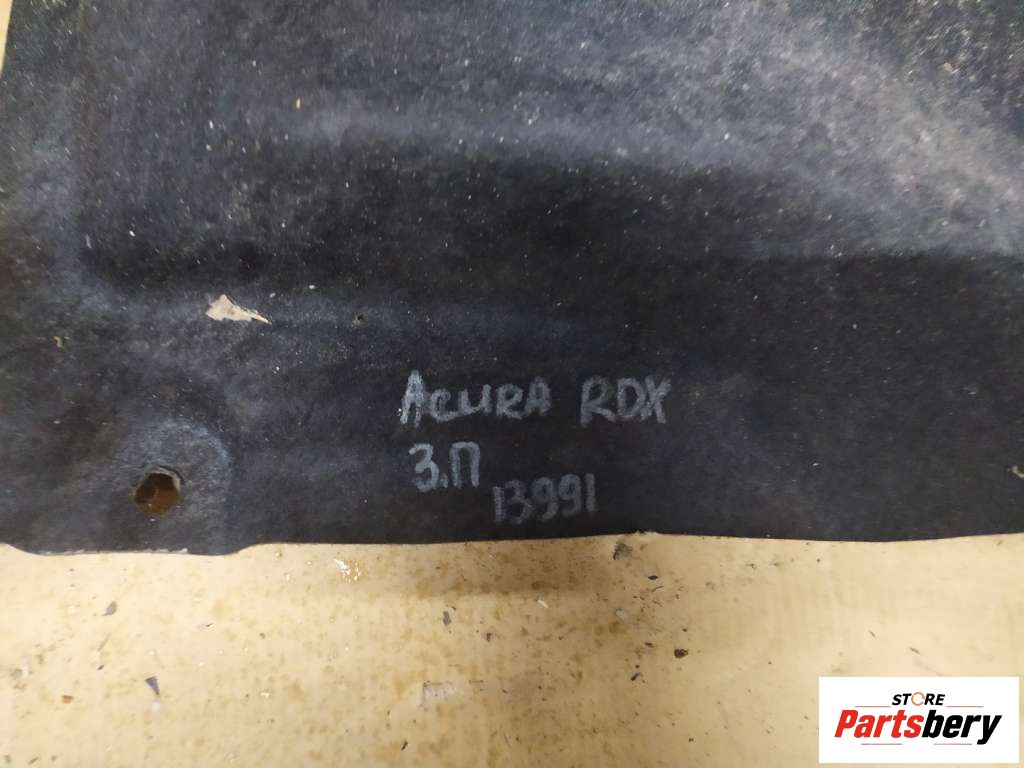 ACURA RDX
З.П
13991
STORE
Partsbery